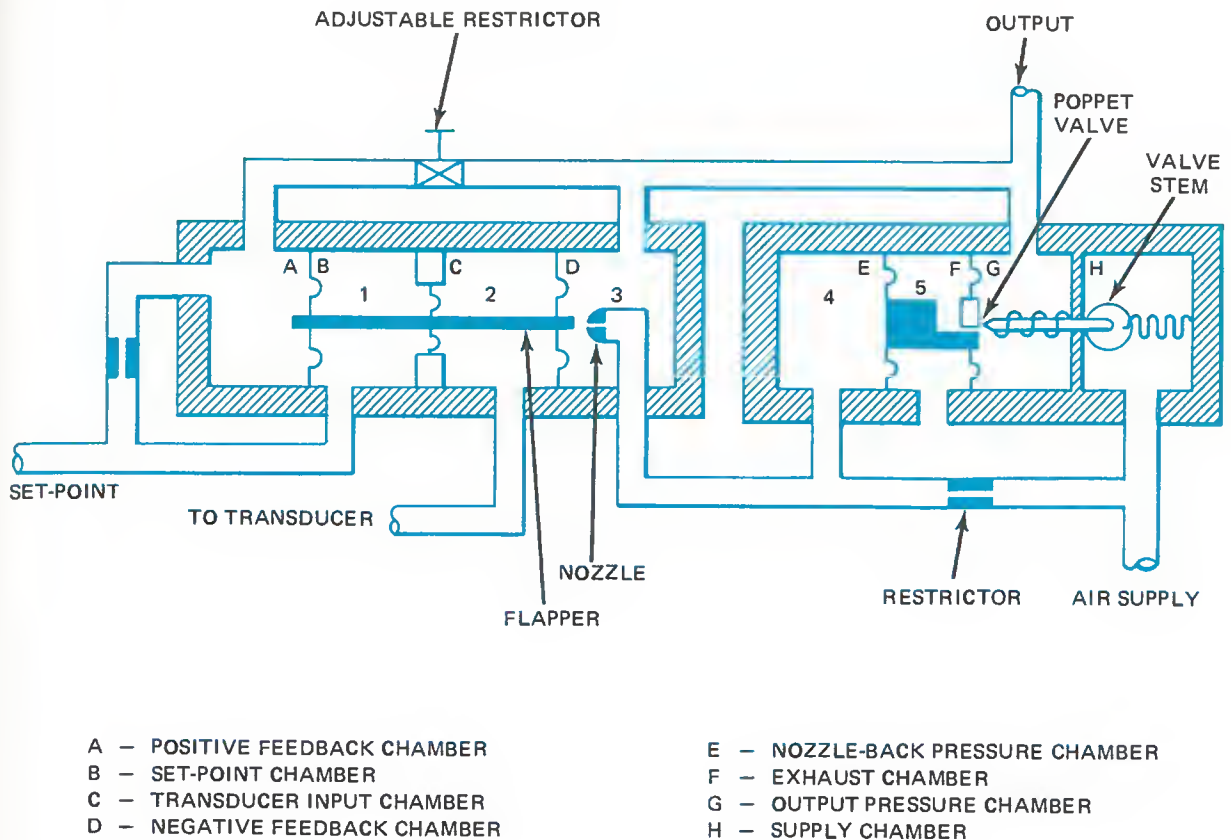 ADJUSTABLE RESTRICTOR
OUTPUT
POPPET
VALVE
VALVE
STEM
A B C D E F G H
1 2 3 4 5
SET-POINT
TO TRANSDUCER
NOZZLE
FLAPPER
RESTRICTOR
AIR SUPPLY
A – POSITIVE FEEDBACK CHAMBER
B – SET-POINT CHAMBER
C – TRANSDUCER INPUT CHAMBER
D – NEGATIVE FEEDBACK CHAMBER
E – NOZZLE-BACK PRESSURE CHAMBER
F – EXHAUST CHAMBER
G – OUTPUT PRESSURE CHAMBER
H – SUPPLY CHAMBER